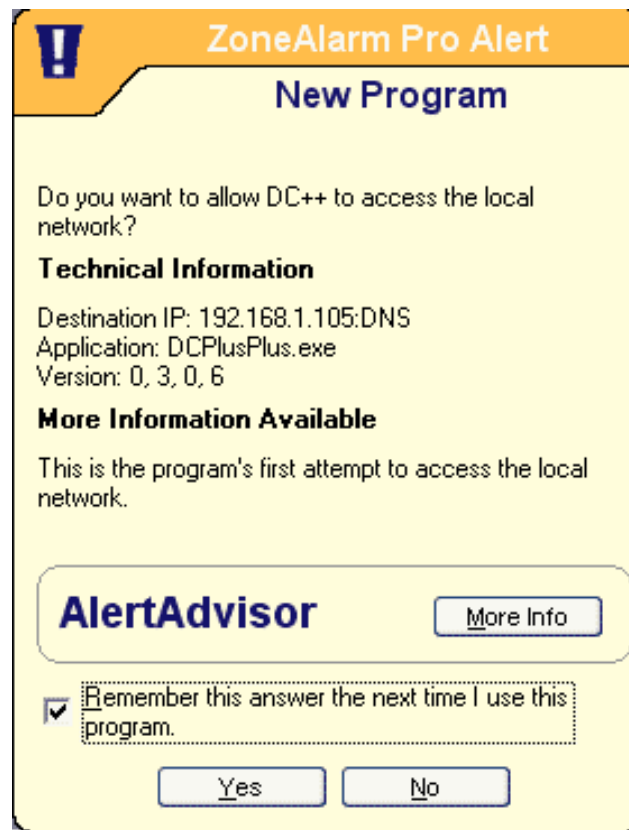 ZoneAlarm Pro Alert
New Program
Do you want to allow DC++ to access the local
network?
Technical Information
Destination IP: 192.168.1.105:DNS
Application: DCPlusPlus.exe
Version: 0, 3, 0, 6
More Information Available
This is the program's first attempt to access the local
network.
AlertAdvisor
More Info
Remember this answer the next time I use this
program.
Yes
No